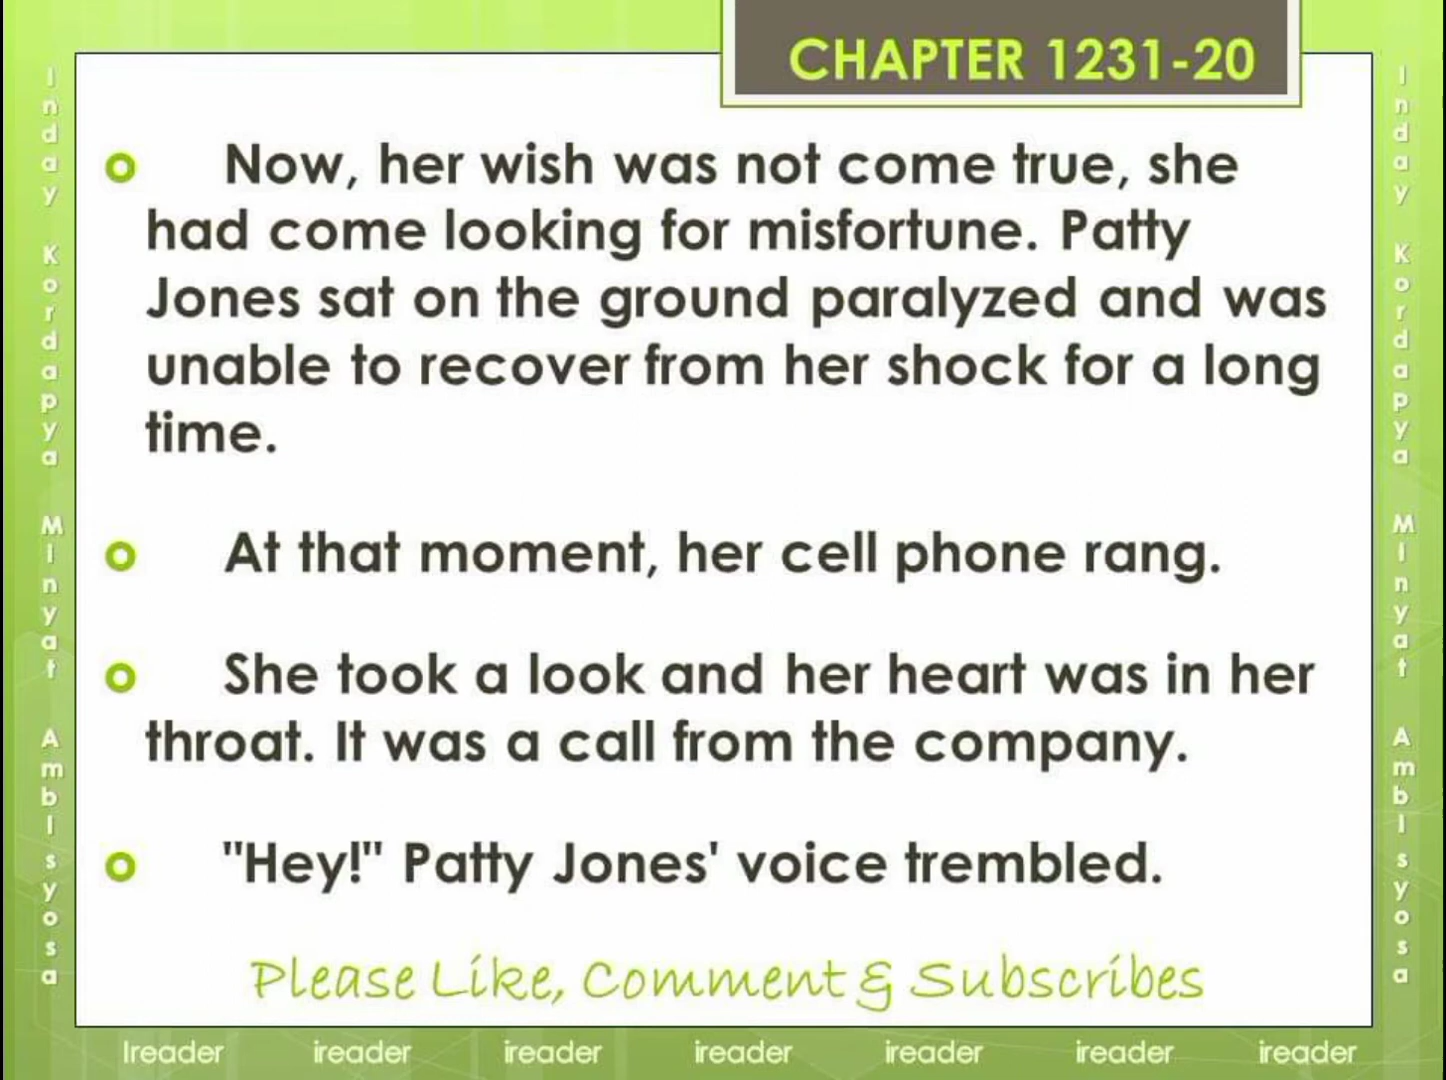 CHAPTER 1231-20
Now, her wish was not come true, she
had come looking for misfortune. Patty
Jones sat on the ground paralyzed and was
unable to recover from her shock for a long
time.
At that moment, her cell phone rang.
She took a look and her heart was in her
throat. It was a call from the company.
"Hey!" Patty Jones' voice trembled.
Please Like, Comment & Subscribes
Inday Kordapya Minyat Amblsyosa
Inday Kordapya Minyat Amblsyosa
Ireader ireader ireader ireader ireader ireader ireader